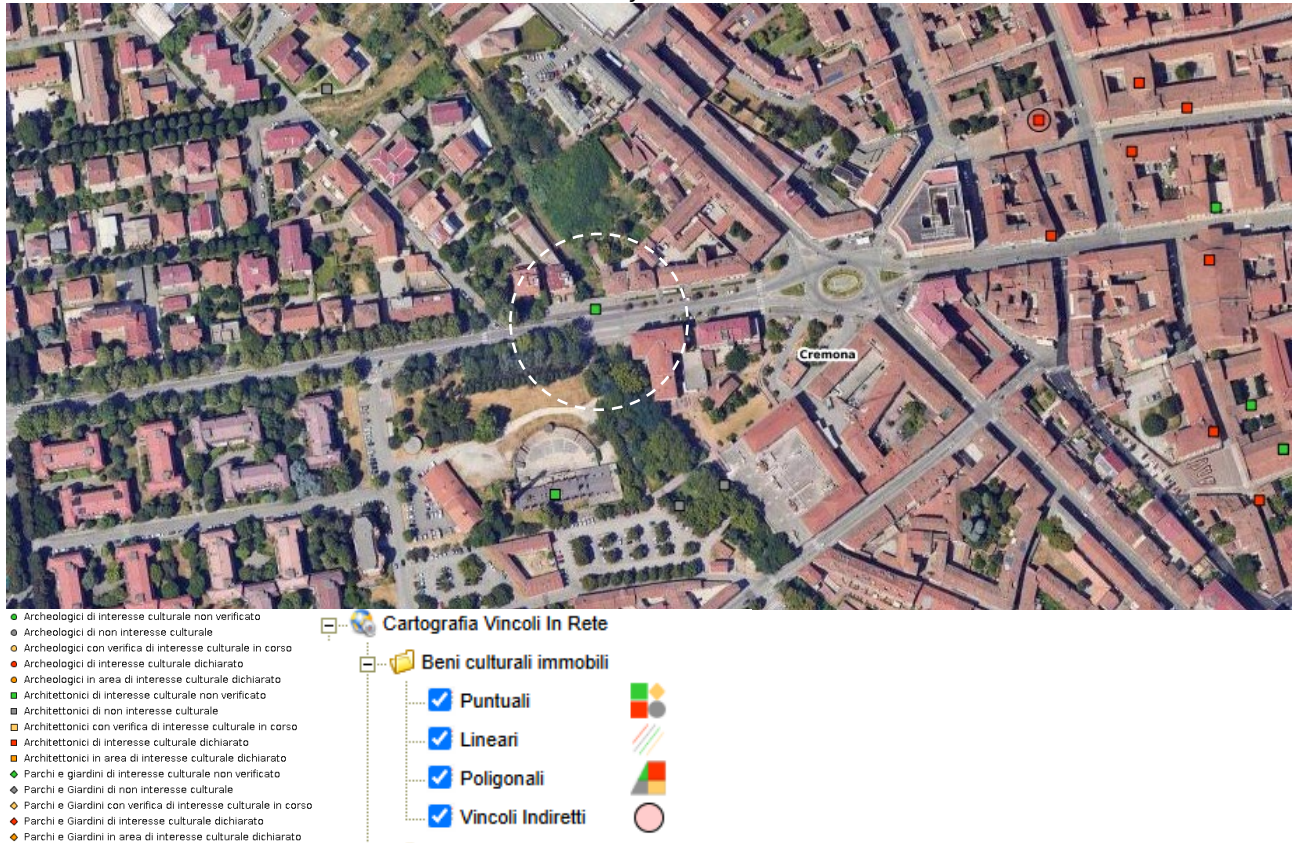 Cremona
Archeologici di interesse culturale non verificato
Archeologici di non interesse culturale
Archeologici con verifica di interesse culturale in corso
Archeologici di interesse culturale dichiarato
Archeologici in area di interesse culturale dichiarato
Architettonici di interesse culturale non verificato
Architettonici di non interesse culturale
Architettonici con verifica di interesse culturale in corso
Architettonici di interesse culturale dichiarato
Architettonici in area di interesse culturale dichiarato
Parchi e giardini di interesse culturale non verificato
Parchi e Giardini di non interesse culturale
Parchi e Giardini con verifica di interesse culturale in corso
Parchi e Giardini di interesse culturale dichiarato
Parchi e Giardini in area di interesse culturale dichiarato
Cartografia Vincoli In Rete
Beni culturali immobili
Puntuali
Lineari
Poligonali
Vincoli Indiretti